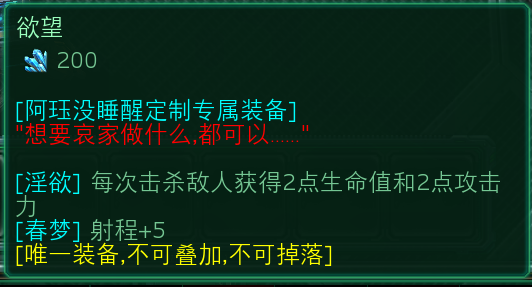 欲望
200
[阿珏没睡醒定制专属装备]
"想要哀家做什么,都可以......"
[淫欲] 每次击杀敌人获得2点生命值和2点攻击
力
[春梦] 射程+5
[唯一装备,不可叠加,不可掉落]